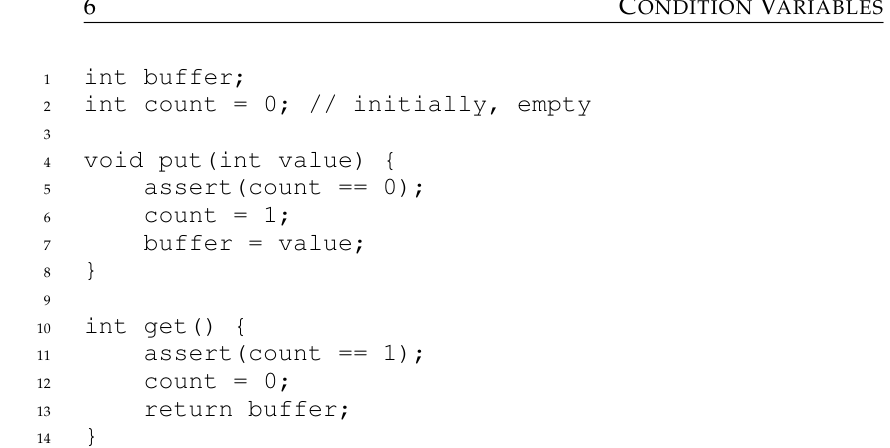 6 CONDITION VARIABLES
1 int buffer;
2 int count = 0; // initially, empty
3
4 void put(int value) {
5     assert(count == 0);
6     count = 1;
7     buffer = value;
8 }
9
10 int get() {
11     assert(count == 1);
12     count = 0;
13     return buffer;
14 }